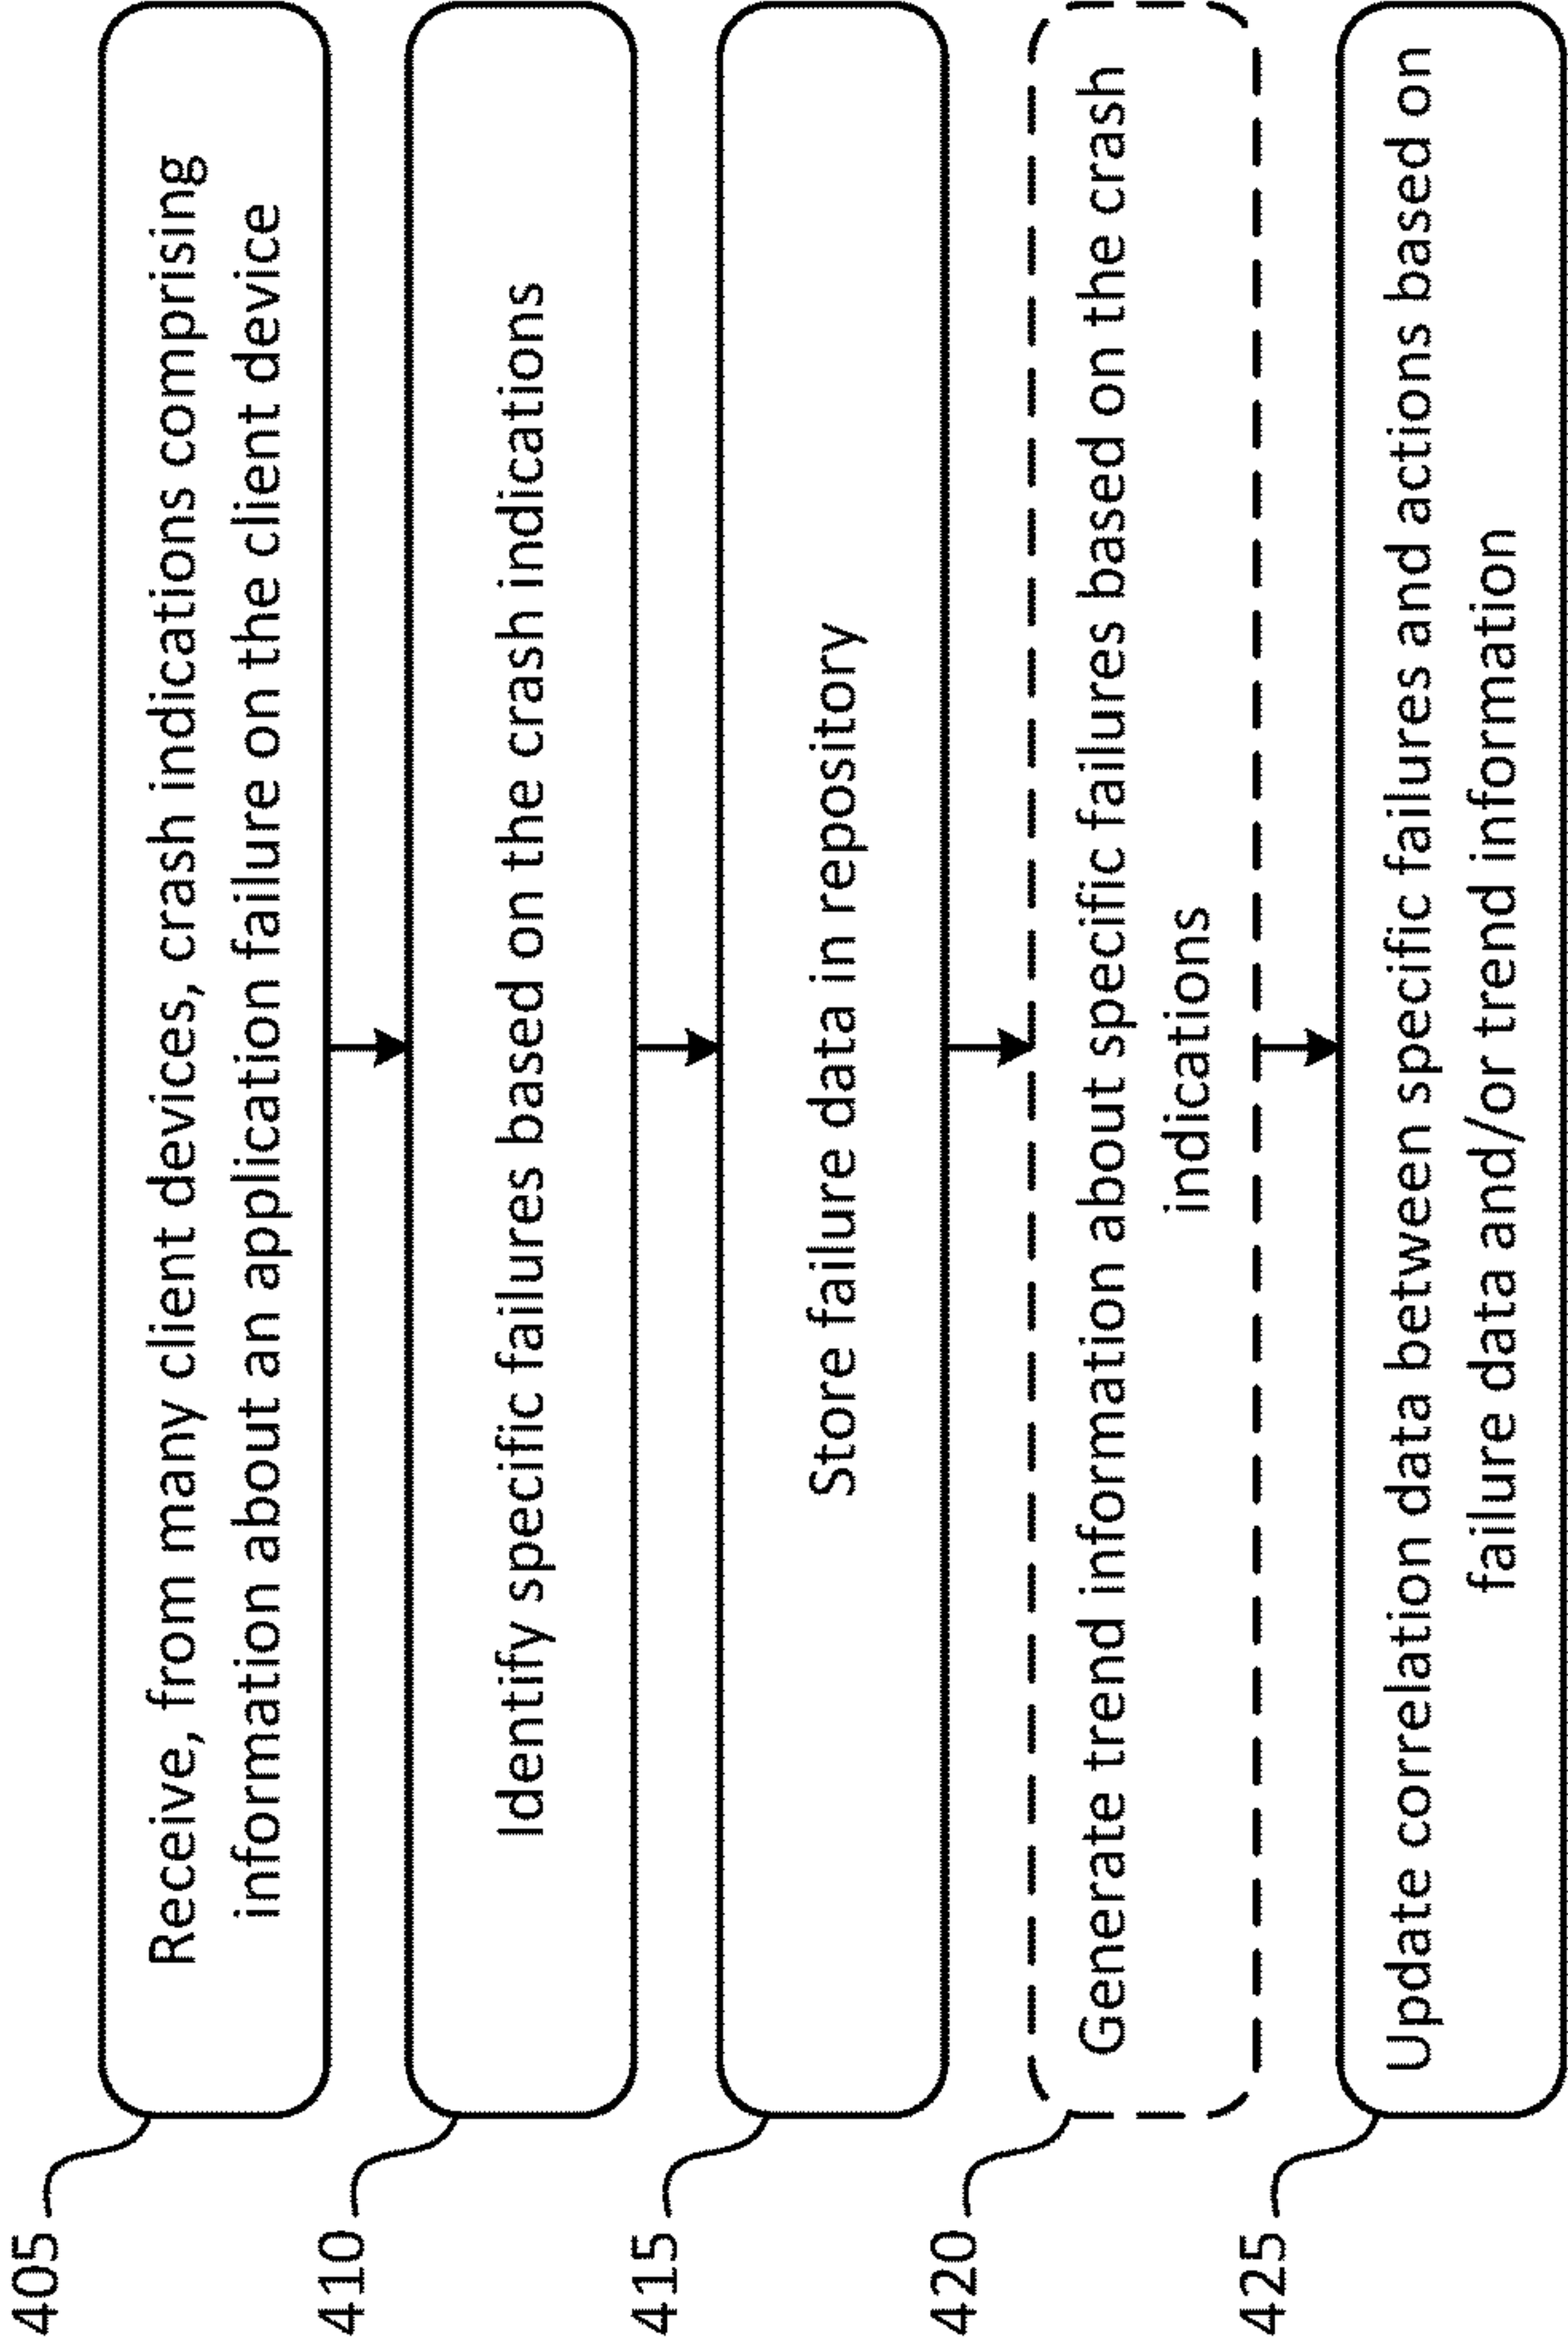 405
Receive, from many client devices, crash indications comprising
information about an application failure on the client device
410
Identify specific failures based on the crash indications
415
Store failure data in repository
420
Generate trend information about specific failures based on the crash
indications
425
Update correlation data between specific failures and actions based on
failure data and/or trend information